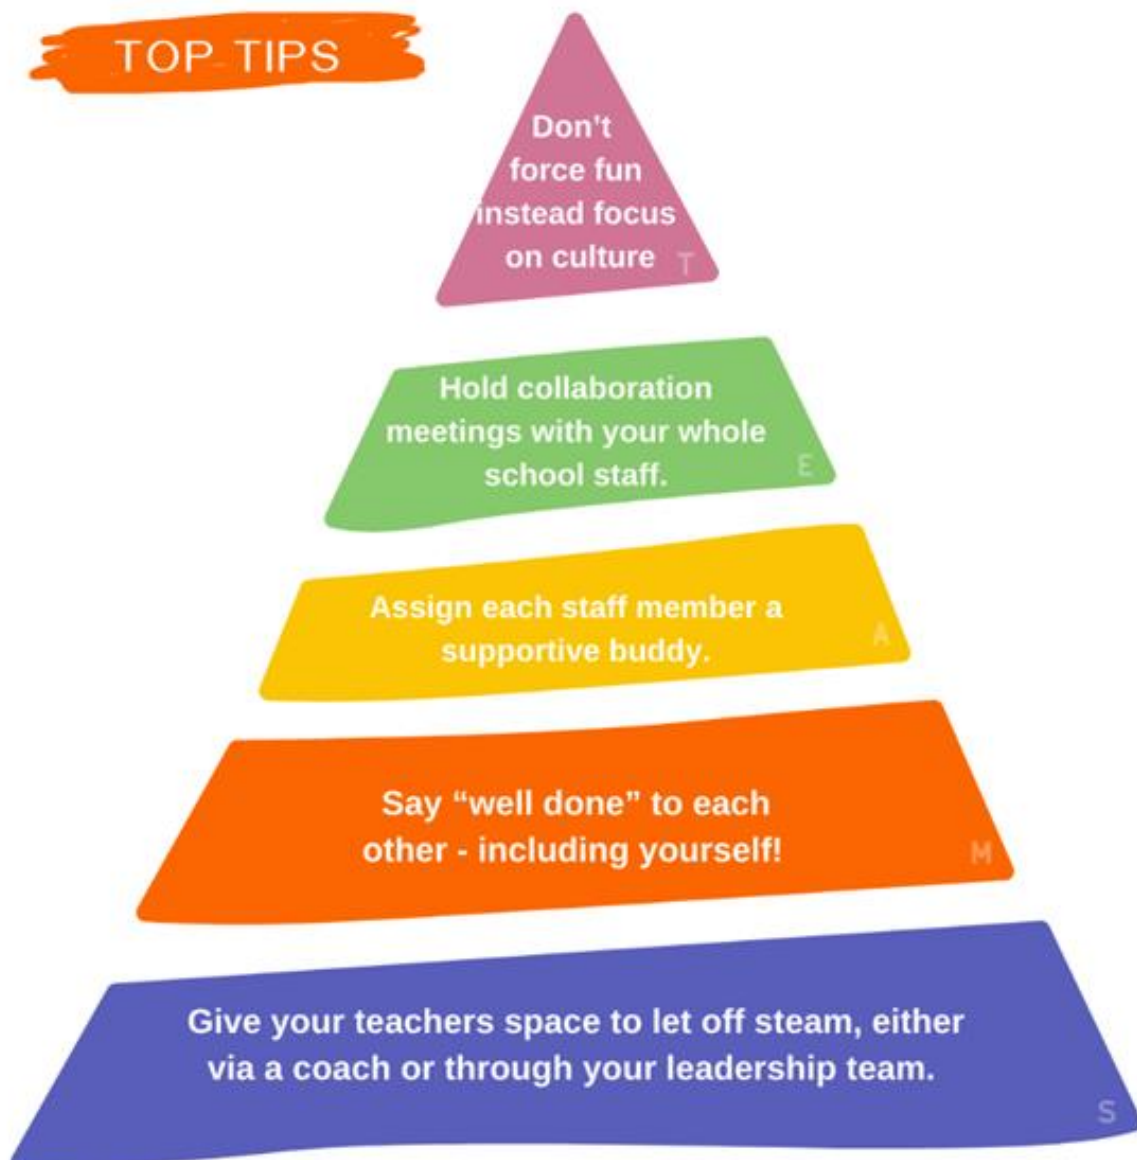 TOP TIPS
Don’t
force fun
instead focus
on culture
T
Hold collaboration
meetings with your whole
school staff.
E
Assign each staff member a
supportive buddy.
A
Say “well done” to each
other - including yourself!
M
Give your teachers space to let off steam, either
via a coach or through your leadership team.
S